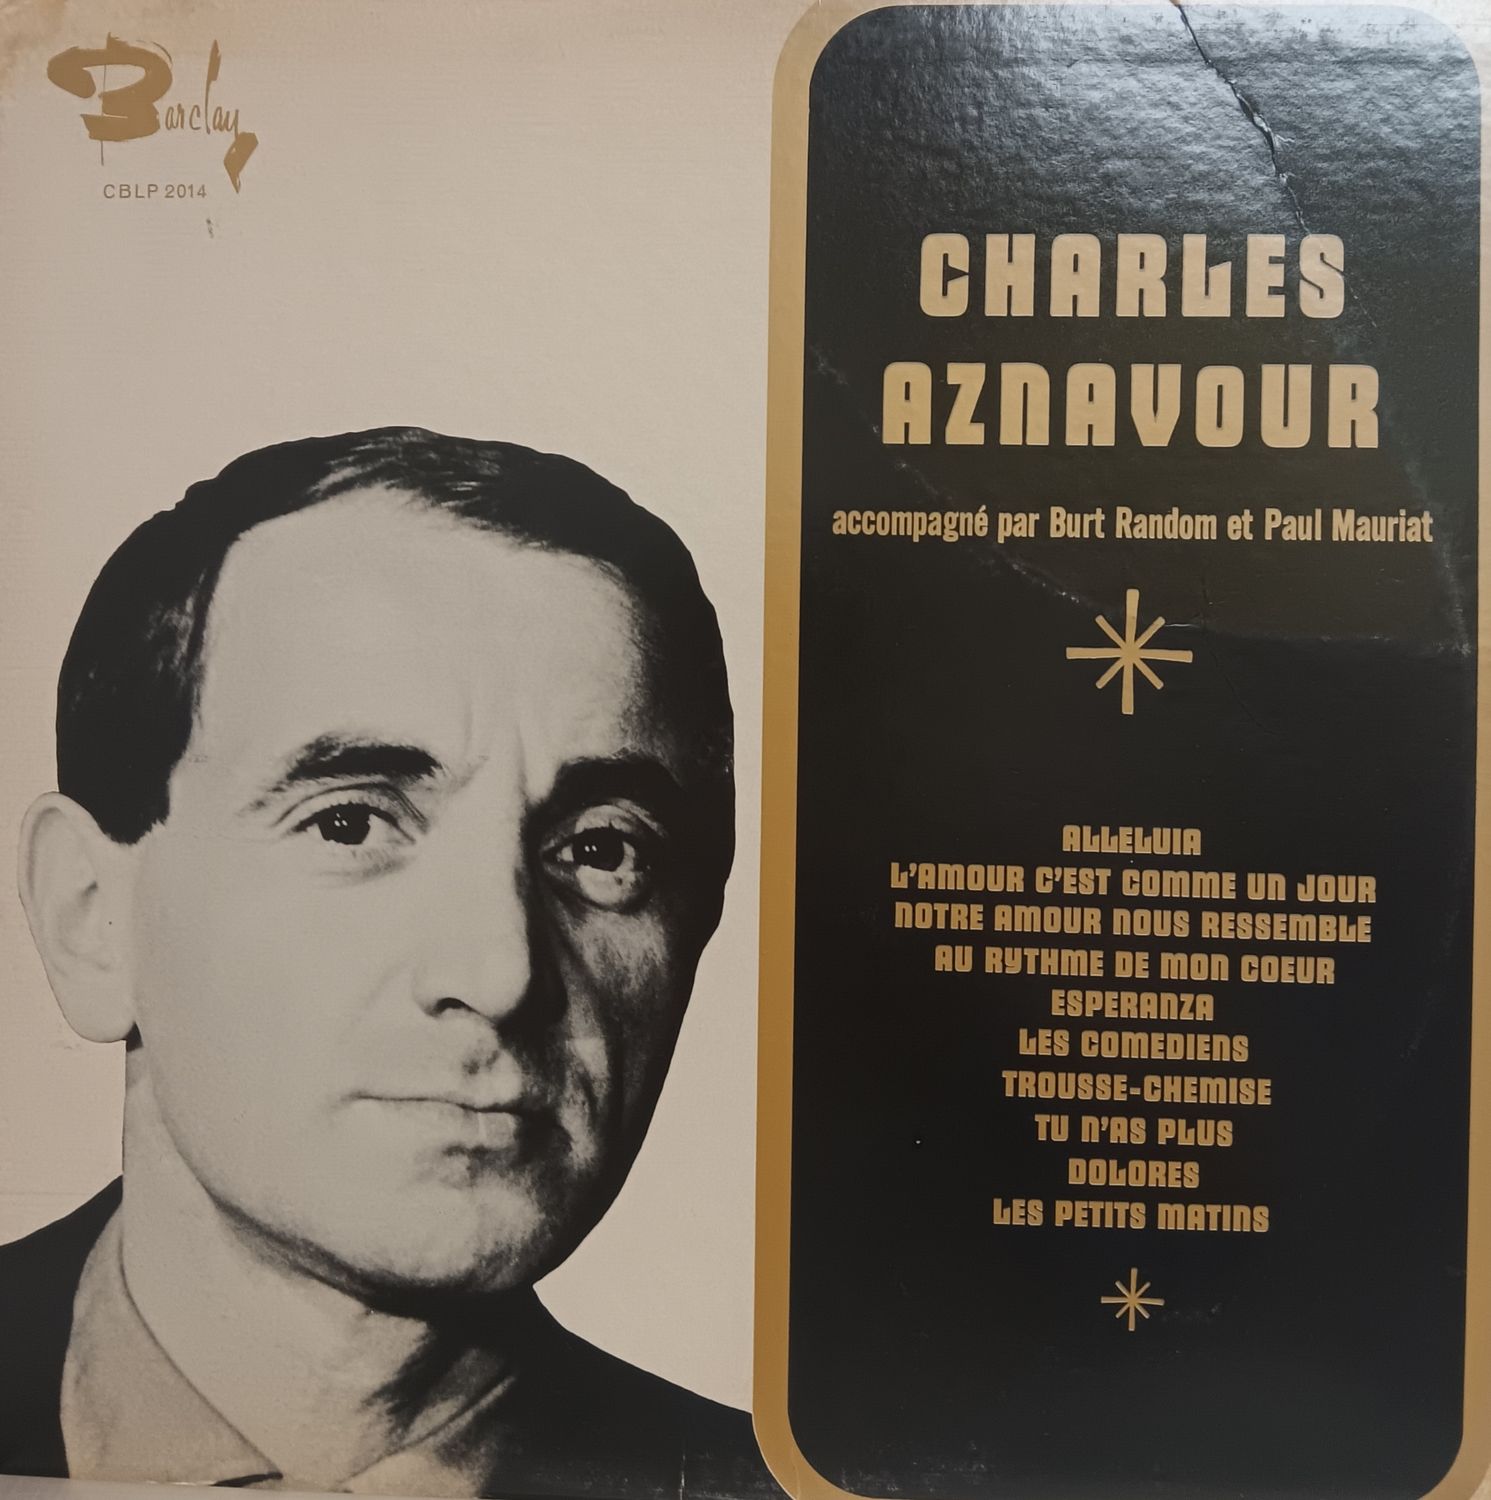 Barclay
CBLP 2014
CHARLES
AZNAVOUR
accompagné par Burt Random et Paul Mauriat
ALLELUIA
L'AMOUR C'EST COMME UN JOUR
NOTRE AMOUR NOUS RESSEMBLE
AU RYTHME DE MON COEUR
ESPERANZA
LES COMEDIENS
TROUSSE-CHEMISE
TU N'AS PLUS
DOLORES
LES PETITS MATINS